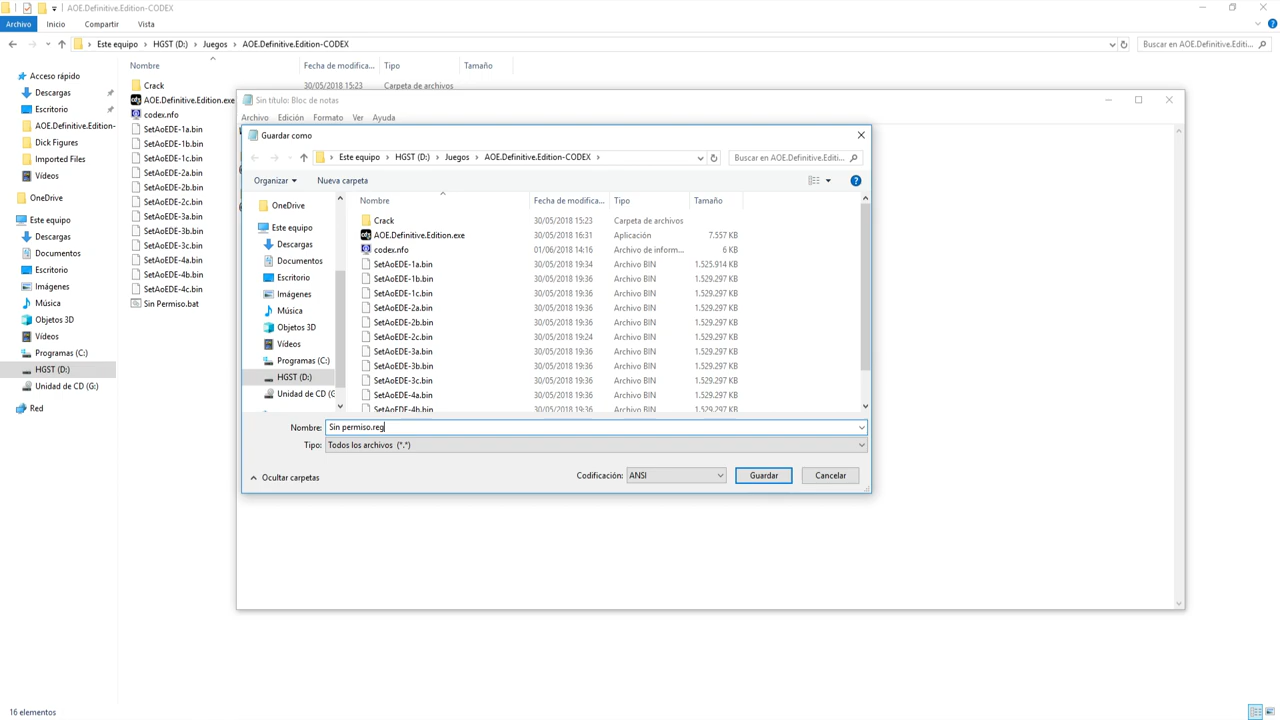 AOE.Definitive.Edition-CODEX
Archivo Inicio Compartir Vista
Este equipo HGST (D:) Juegos AOE.Definitive.Edition-CODEX
Buscar en AOE.Definitive.Editi...
Acceso rápido
Descargas
Escritorio
AOE.Definitive.Edition-
Dick Figures
Imported Files
Vídeos
OneDrive
Este equipo
Descargas
Documentos
Escritorio
Imágenes
Música
Objetos 3D
Vídeos
Programas (C:)
HGST (D:)
Unidad de CD (G:)
Red
Nombre Fecha de modifica... Tipo Tamaño
Crack 30/05/2018 15:23 Carpeta de archivos
AOE.Definitive.Edition.exe
codex.nfo
SetAoEDE-1a.bin
SetAoEDE-1b.bin
SetAoEDE-1c.bin
SetAoEDE-2a.bin
SetAoEDE-2b.bin
SetAoEDE-2c.bin
SetAoEDE-3a.bin
SetAoEDE-3b.bin
SetAoEDE-3c.bin
SetAoEDE-4a.bin
SetAoEDE-4b.bin
SetAoEDE-4c.bin
Sin Permiso.bat
Sin título: Bloc de notas
Archivo Edición Formato Ver Ayuda
Guardar como
Este equipo HGST (D:) Juegos AOE.Definitive.Edition-CODEX
Buscar en AOE.Definitive.Editi...
Organizar Nueva carpeta
OneDrive
Este equipo
Descargas
Documentos
Escritorio
Imágenes
Música
Objetos 3D
Vídeos
Programas (C:)
HGST (D:)
Unidad de CD (G
Nombre Fecha de modifica... Tipo Tamaño
Crack 30/05/2018 15:23 Carpeta de archivos
AOE.Definitive.Edition.exe 30/05/2018 16:31 Aplicación 7.557 KB
codex.nfo 01/06/2018 14:16 Archivo de inform... 6 KB
SetAoEDE-1a.bin 30/05/2018 19:34 Archivo BIN 1.525.914 KB
SetAoEDE-1b.bin 30/05/2018 19:36 Archivo BIN 1.529.297 KB
SetAoEDE-1c.bin 30/05/2018 19:36 Archivo BIN 1.529.297 KB
SetAoEDE-2a.bin 30/05/2018 19:36 Archivo BIN 1.529.297 KB
SetAoEDE-2b.bin 30/05/2018 19:36 Archivo BIN 1.529.297 KB
SetAoEDE-2c.bin 30/05/2018 19:24 Archivo BIN 1.529.297 KB
SetAoEDE-3a.bin 30/05/2018 19:36 Archivo BIN 1.529.297 KB
SetAoEDE-3b.bin 30/05/2018 19:36 Archivo BIN 1.529.297 KB
SetAoEDE-3c.bin 30/05/2018 19:36 Archivo BIN 1.529.297 KB
SetAoEDE-4a.bin 30/05/2018 19:36 Archivo BIN 1.529.297 KB
SetAoEDE-4b.bin 30/05/2018 19:36 Archivo BIN 1.529.297 KB
Nombre: Sin permiso.reg
Tipo: Todos los archivos (*.*)
Ocultar carpetas Codificación: ANSI Guardar Cancelar
16 elementos